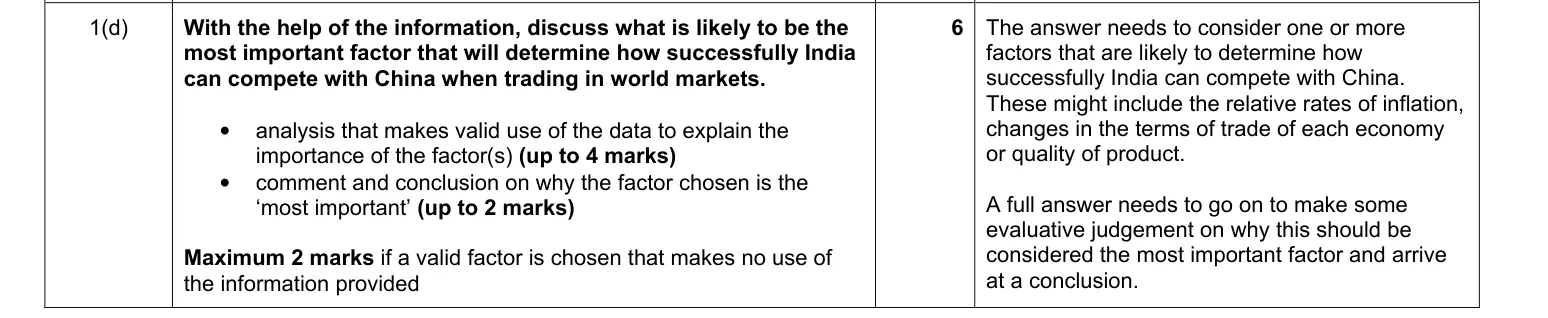 1(d)
With the help of the information, discuss what is likely to be the
most important factor that will determine how successfully India
can compete with China when trading in world markets.
• analysis that makes valid use of the data to explain the
importance of the factor(s) (up to 4 marks)
• comment and conclusion on why the factor chosen is the
‘most important’ (up to 2 marks)
Maximum 2 marks if a valid factor is chosen that makes no use of
the information provided
6
The answer needs to consider one or more
factors that are likely to determine how
successfully India can compete with China.
These might include the relative rates of inflation,
changes in the terms of trade of each economy
or quality of product.
A full answer needs to go on to make some
evaluative judgement on why this should be
considered the most important factor and arrive
at a conclusion.